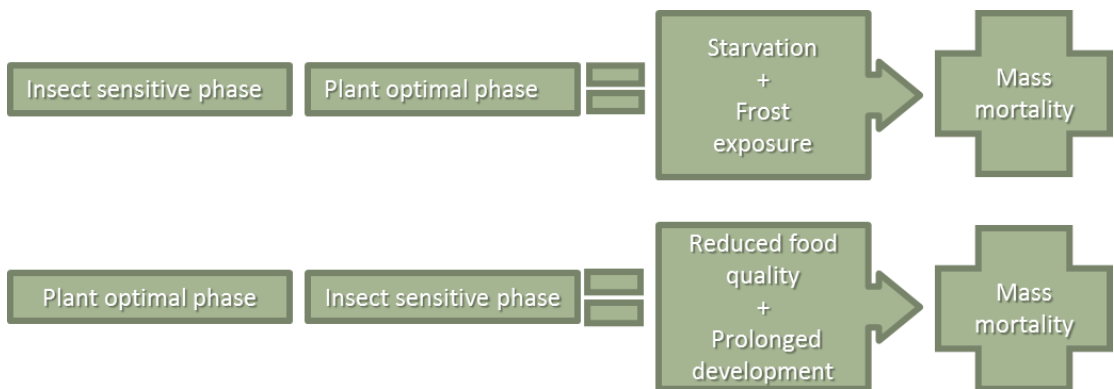 Insect sensitive phase
Plant optimal phase
Starvation
+
Frost
exposure
Mass
mortality
Plant optimal phase
Insect sensitive phase
Reduced food
quality
+
Prolonged
development
Mass
mortality